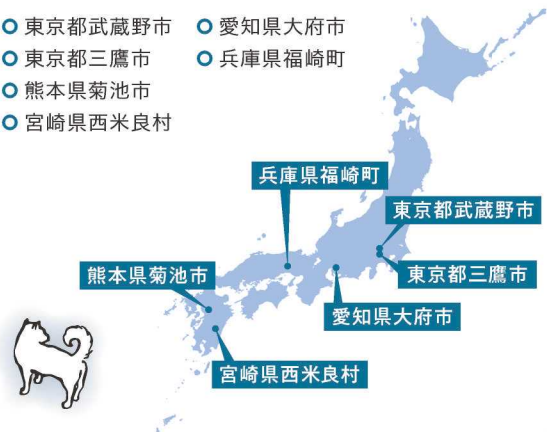 東京都武蔵野市
東京都三鷹市
熊本県菊池市
宮崎県西米良村
愛知県大府市
兵庫県福崎町
兵庫県福崎町
東京都武蔵野市
東京都三鷹市
熊本県菊池市
愛知県大府市
宮崎県西米良村